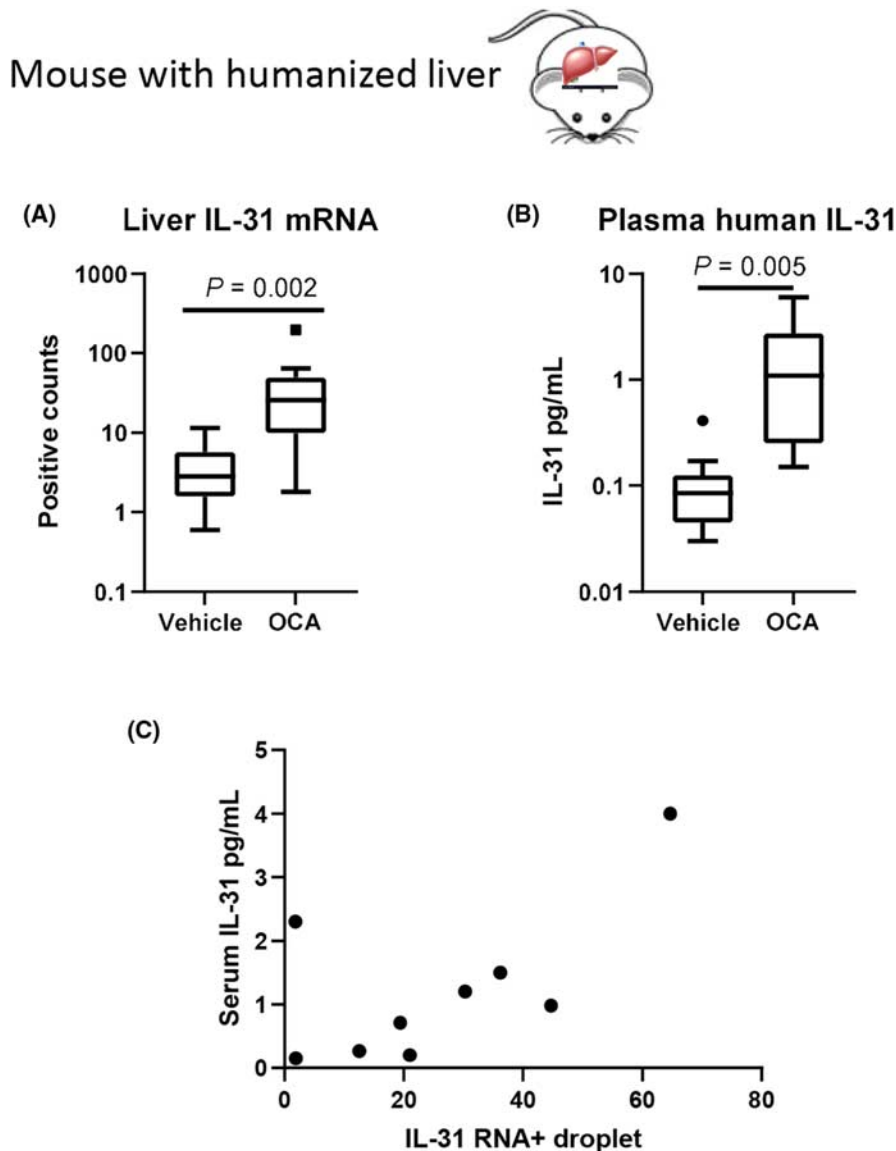 Mouse with humanized liver
(A) Liver IL-31 mRNA
P = 0.002
Positive counts
1000
100
10
1
0.1
Vehicle OCA
(B) Plasma human IL-31
P = 0.005
IL-31 pg/mL
10
1
0.1
0.01
Vehicle OCA
(C)
Serum IL-31 pg/mL
5
4
3
2
1
0
0 20 40 60 80
IL-31 RNA+ droplet